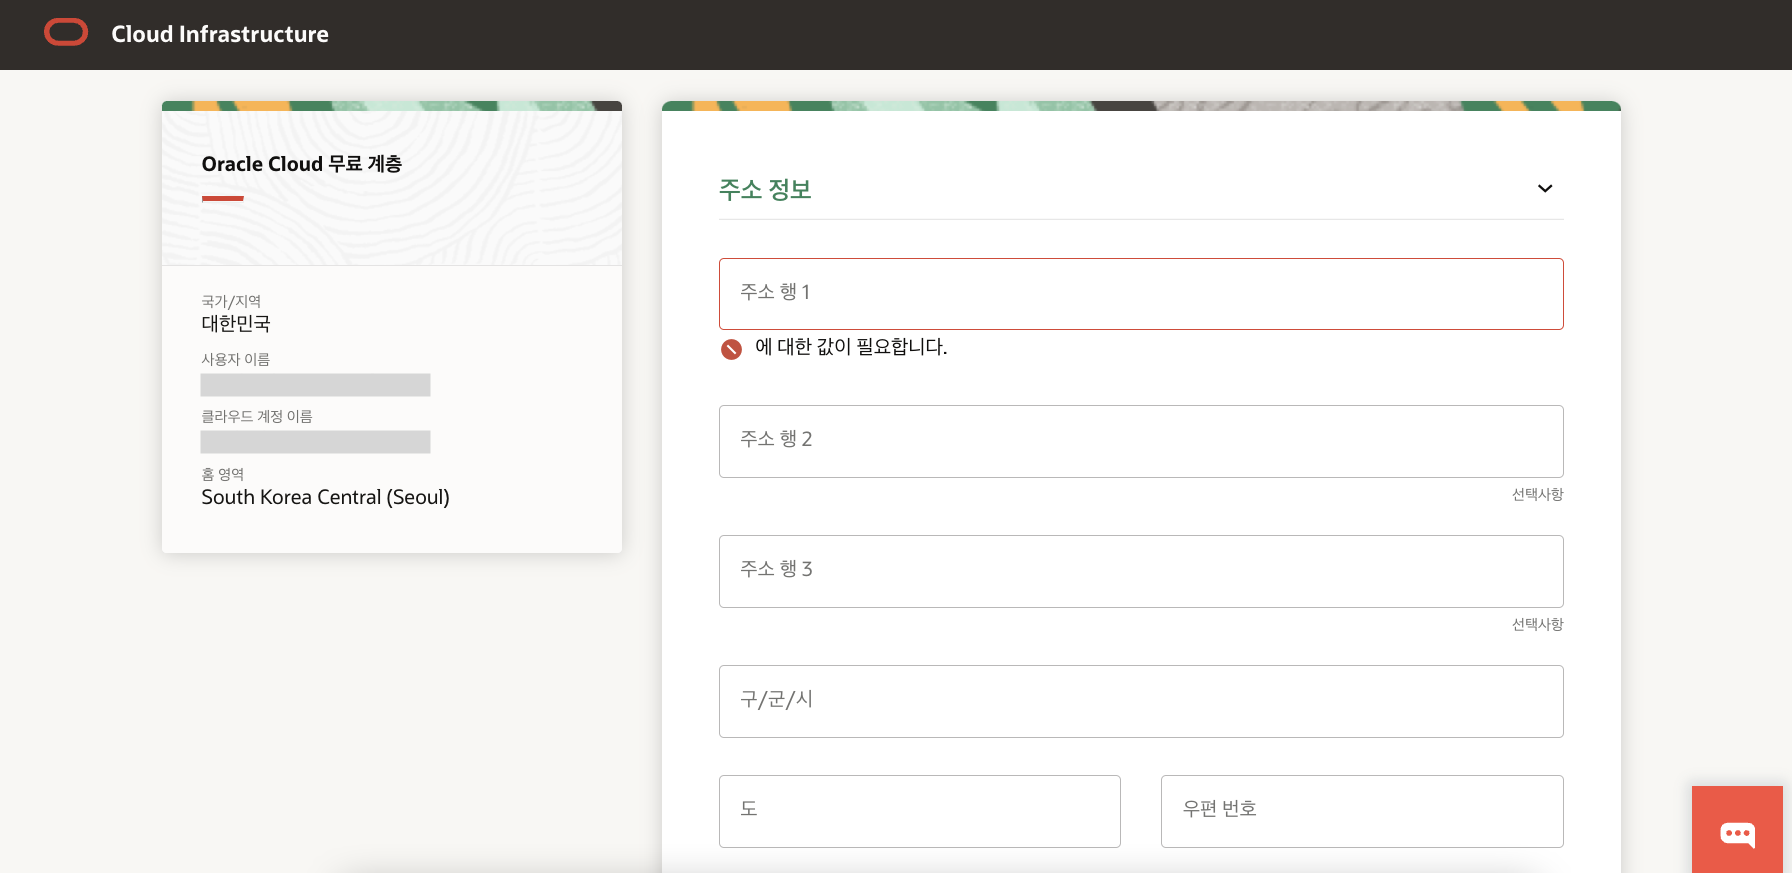 Cloud Infrastructure
Oracle Cloud 무료 계층
국가/지역
대한민국
사용자 이름
클라우드 계정 이름
홈 영역
South Korea Central (Seoul)
주소 정보
주소 행 1
에 대한 값이 필요합니다.
주소 행 2
선택사항
주소 행 3
선택사항
구/군/시
도
우편 번호